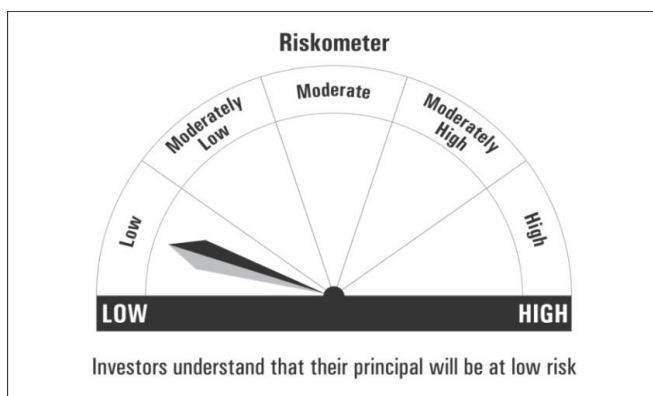 Riskometer
Low
Moderately
Low
Moderate
Moderately
High
High
LOW
HIGH
Investors understand that their principal will be at low risk